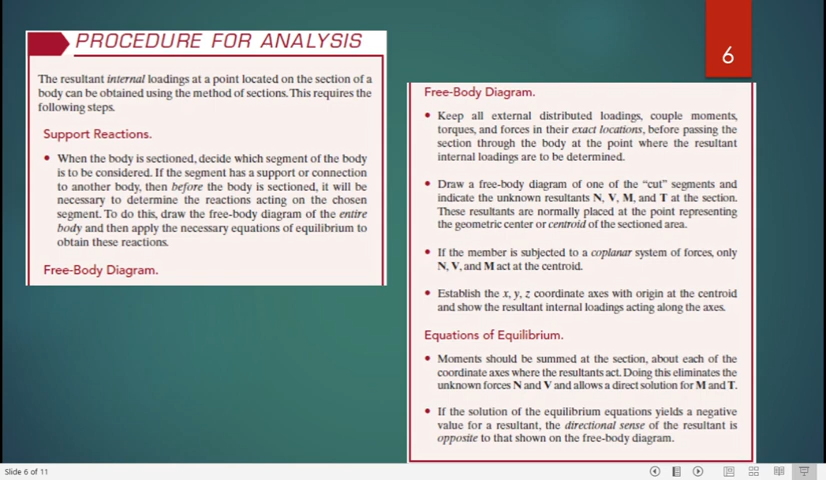 PROCEDURE FOR ANALYSIS
The resultant internal loadings at a point located on the section of a
body can be obtained using the method of sections. This requires the
following steps.
Support Reactions.
• When the body is sectioned, decide which segment of the body
is to be considered. If the segment has a support or connection
to another body, then before the body is sectioned, it will be
necessary to determine the reactions acting on the chosen
segment. To do this, draw the free-body diagram of the entire
body and then apply the necessary equations of equilibrium to
obtain these reactions.
Free-Body Diagram.
6
Free-Body Diagram.
• Keep all external distributed loadings, couple moments,
torques, and forces in their exact locations, before passing the
section through the body at the point where the resultant
internal loadings are to be determined.
• Draw a free-body diagram of one of the “cut” segments and
indicate the unknown resultants N, V, M, and T at the section.
These resultants are normally placed at the point representing
the geometric center or centroid of the sectioned area.
• If the member is subjected to a coplanar system of forces, only
N, V, and M act at the centroid.
• Establish the x, y, z coordinate axes with origin at the centroid
and show the resultant internal loadings acting along the axes.
Equations of Equilibrium.
• Moments should be summed at the section, about each of the
coordinate axes where the resultants act. Doing this eliminates the
unknown forces N and V and allows a direct solution for M and T.
• If the solution of the equilibrium equations yields a negative
value for a resultant, the directional sense of the resultant is
opposite to that shown on the free-body diagram.
Slide 6 of 11